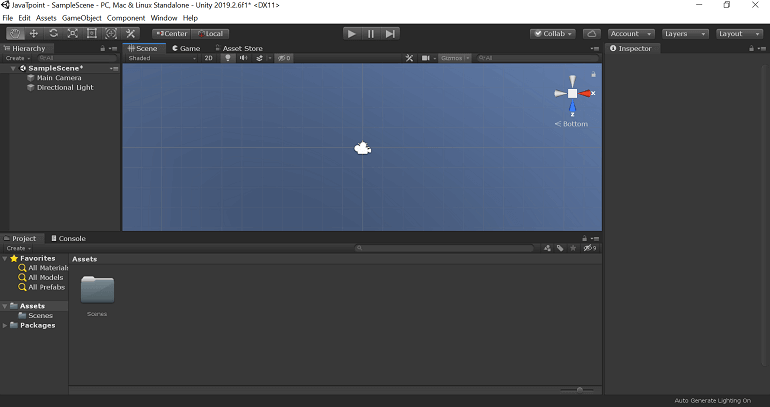 JavaTpoint - SampleScene - PC, Mac & Linux Standalone - Unity 2019.2.6f1* <DX11>
File Edit Assets GameObject Component Window Help
Center Local Collab Account Layers Layout
Hierarchy Scene Game Asset Store Inspector
Create All Shaded 2D 0 Gizmos All
SampleScene*
Main Camera
Directional Light
x
z
Bottom
Project Console
Create 9
Favorites Assets
All Material
All Models
All Prefabs
Assets
Scenes Scenes
Packages
Auto Generate Lighting On